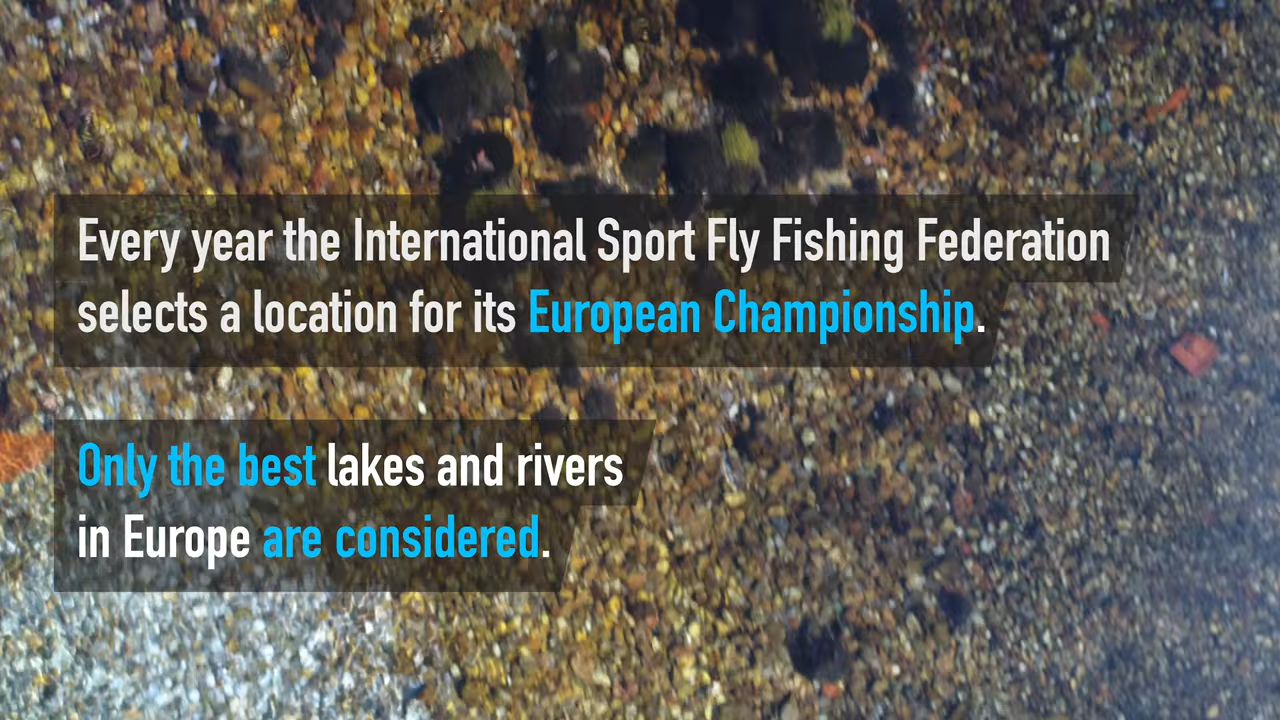 Every year the International Sport Fly Fishing Federation
selects a location for its European Championship.
Only the best lakes and rivers
in Europe are considered.